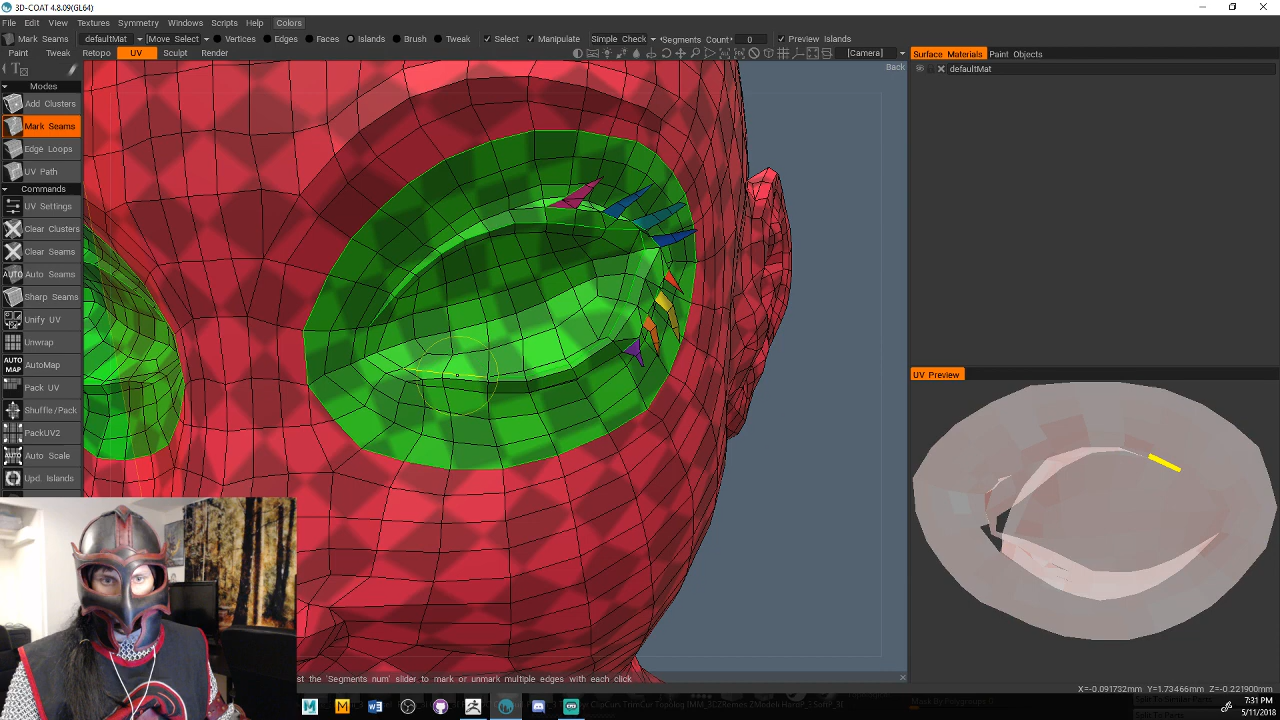 3D-COAT 4.8.09(GL64)
File Edit View Textures Symmetry Windows Scripts Help Colors
Mark Seams defaultMat [Move Select Vertices Edges Faces Islands Brush Tweak Select Manipulate Simple Check Segments Count: 0 Preview Islands
Paint Tweak Retopo UV Sculpt Render [Camera] Surface Materials Paint Objects
Back
defaultMat
Modes
Add Clusters
Mark Seams
Edge Loops
UV Path
Commands
UV Settings
Clear Clusters
Clear Seams
AUTO Auto Seams
Sharp Seams
Unify UV
Unwrap
AUTO MAP AutoMap
Pack UV
Shuffle/Pack
PackUV2
AUTO Auto Scale
Upd. Islands
UV Preview
st the 'Segments num' slider to mark or unmark multiple edges with each click
X=-0.091732mm Y=1.73466mm Z=-0.221900mm
7:31 PM
5/11/2018